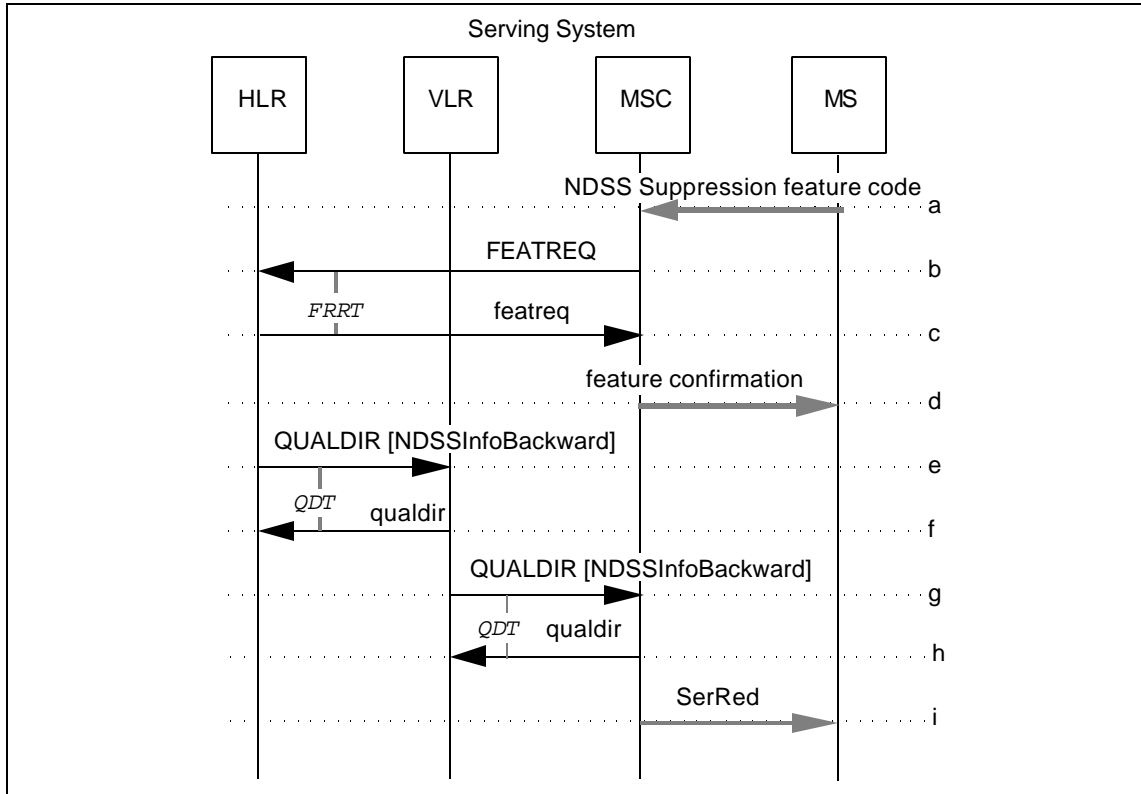 Serving System
HLR
VLR
MSC
MS
NDSS Suppression feature code
a
FEATREQ
b
FRRT
featreq
c
feature confirmation
d
QUALDIR [NDSSInfoBackward]
e
QDT
qualdir
f
QUALDIR [NDSSInfoBackward]
g
QDT
qualdir
h
SerRed
i